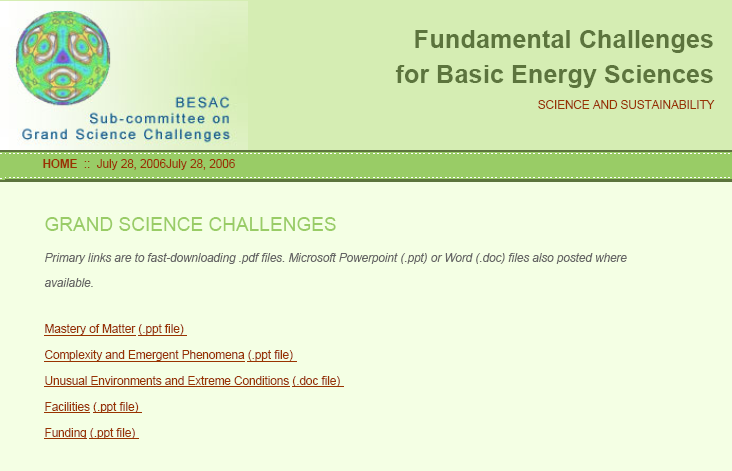 BESAC
Sub-committee on
Grand Science Challenges
Fundamental Challenges
for Basic Energy Sciences
SCIENCE AND SUSTAINABILITY
HOME :: July 28, 2006July 28, 2006
GRAND SCIENCE CHALLENGES
Primary links are to fast-downloading .pdf files. Microsoft Powerpoint (.ppt) or Word (.doc) files also posted where
available.
Mastery of Matter (.ppt file)
Complexity and Emergent Phenomena (.ppt file)
Unusual Environments and Extreme Conditions (.doc file)
Facilities (.ppt file)
Funding (.ppt file)